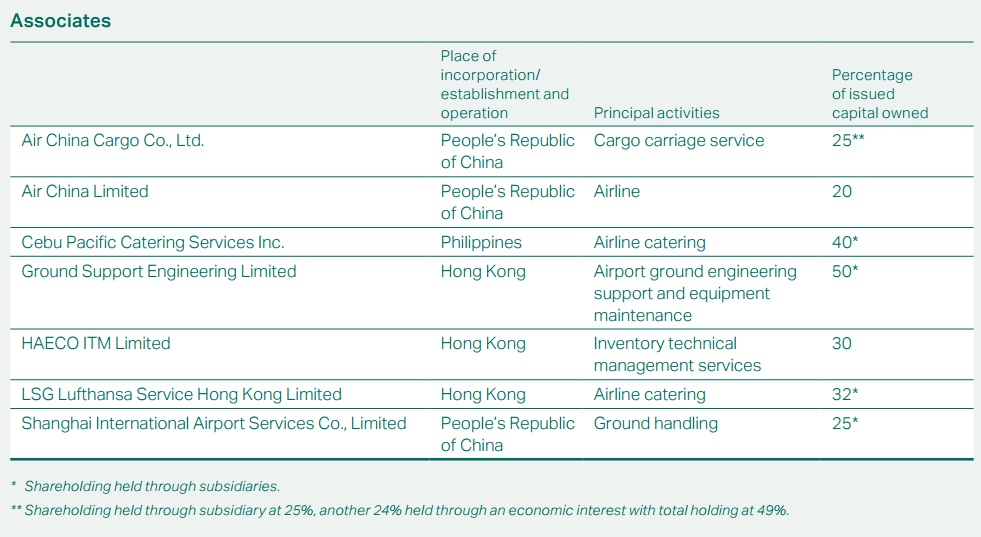 Associates
Place of
incorporation/
establishment and
operation
Principal activities
Percentage
of issued
capital owned
Air China Cargo Co., Ltd.
People's Republic
of China
Cargo carriage service
25**
Air China Limited
People's Republic
of China
Airline
20
Cebu Pacific Catering Services Inc.
Philippines
Airline catering
40*
Ground Support Engineering Limited
Hong Kong
Airport ground engineering
support and equipment
maintenance
50*
HAECO ITM Limited
Hong Kong
Inventory technical
management services
30
LSG Lufthansa Service Hong Kong Limited
Hong Kong
Airline catering
32*
Shanghai International Airport Services Co., Limited
People's Republic
of China
Ground handling
25*
* Shareholding held through subsidiaries.
** Shareholding held through subsidiary at 25%, another 24% held through an economic interest with total holding at 49%.